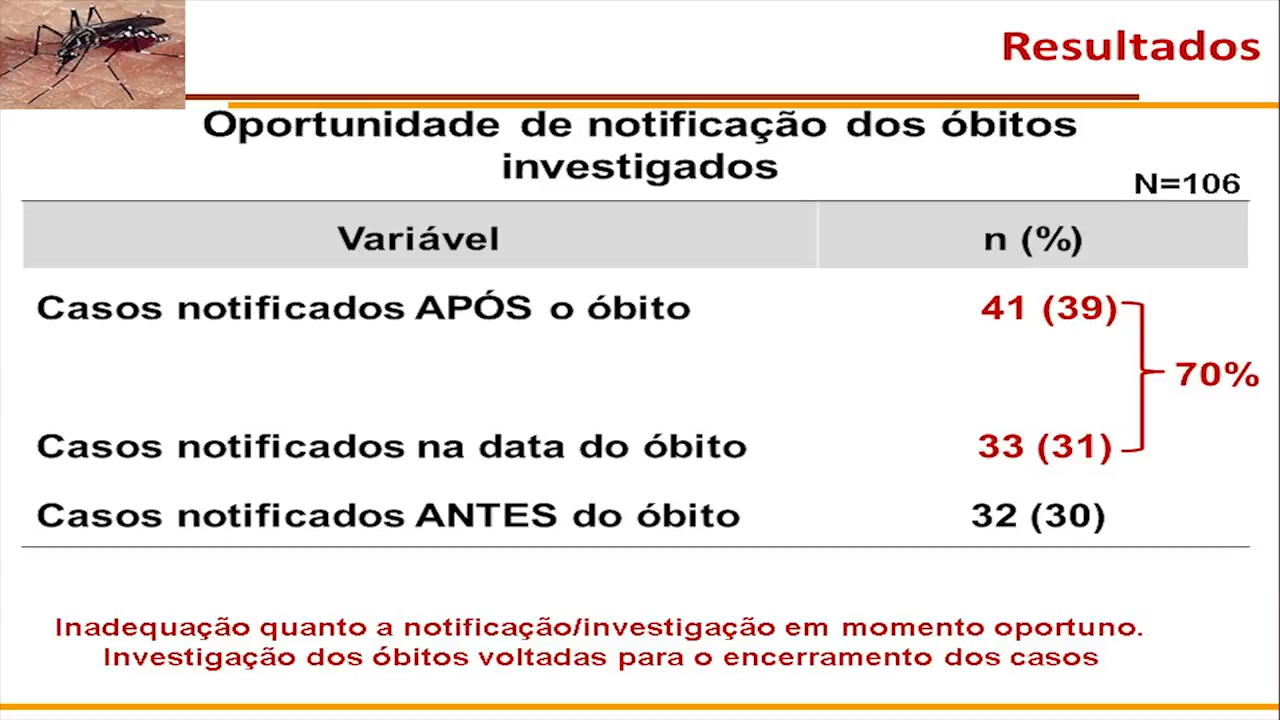 Resultados
Oportunidade de notificação dos óbitos
investigados
N=106
Variável n (%)
Casos notificados APÓS o óbito 41 (39)
70%
Casos notificados na data do óbito 33 (31)
Casos notificados ANTES do óbito 32 (30)
Inadequação quanto a notificação/investigação em momento oportuno.
Investigação dos óbitos voltadas para o encerramento dos casos